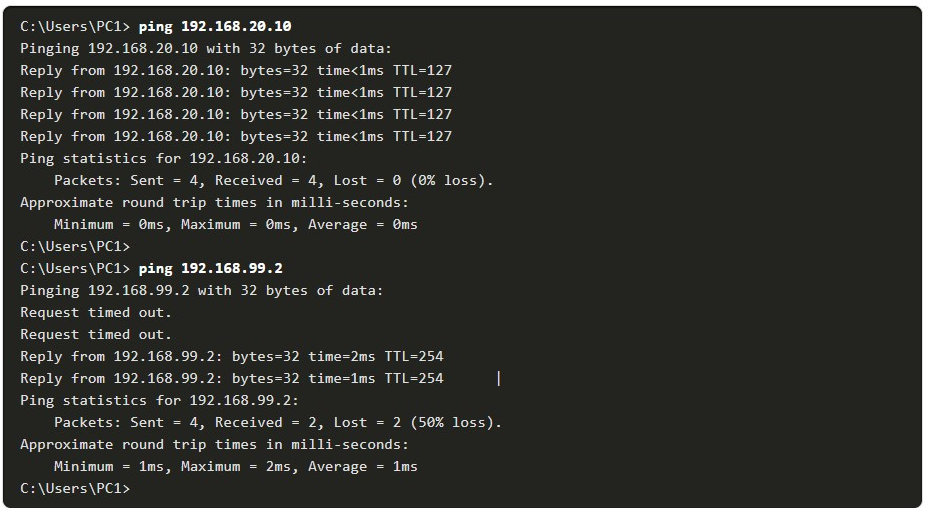 C:\Users\PC1> ping 192.168.20.10
Pinging 192.168.20.10 with 32 bytes of data:
Reply from 192.168.20.10: bytes=32 time<1ms TTL=127
Reply from 192.168.20.10: bytes=32 time<1ms TTL=127
Reply from 192.168.20.10: bytes=32 time<1ms TTL=127
Reply from 192.168.20.10: bytes=32 time<1ms TTL=127
Ping statistics for 192.168.20.10:
    Packets: Sent = 4, Received = 4, Lost = 0 (0% loss).
Approximate round trip times in milli-seconds:
    Minimum = 0ms, Maximum = 0ms, Average = 0ms
C:\Users\PC1>
C:\Users\PC1> ping 192.168.99.2
Pinging 192.168.99.2 with 32 bytes of data:
Request timed out.
Request timed out.
Reply from 192.168.99.2: bytes=32 time=2ms TTL=254
Reply from 192.168.99.2: bytes=32 time=1ms TTL=254
Ping statistics for 192.168.99.2:
    Packets: Sent = 4, Received = 2, Lost = 2 (50% loss).
Approximate round trip times in milli-seconds:
    Minimum = 1ms, Maximum = 2ms, Average = 1ms
C:\Users\PC1>